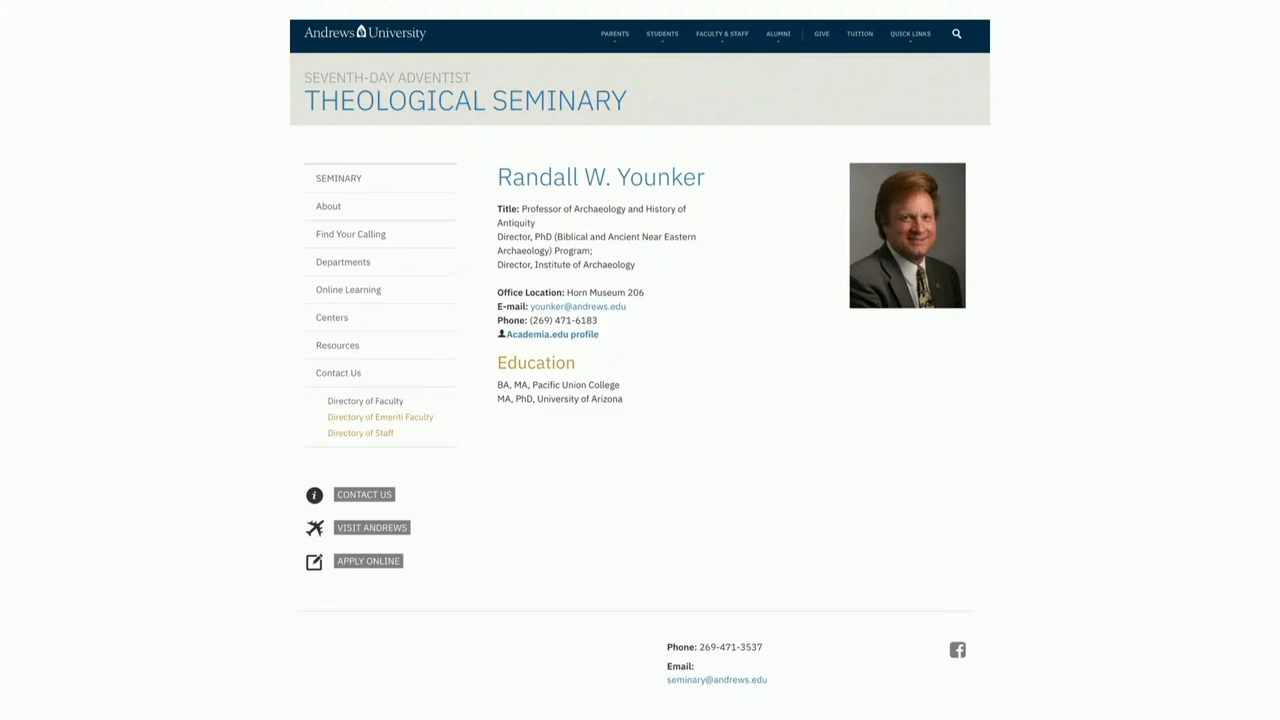 Andrews University
PARENTS STUDENTS FACULTY & STAFF ALUMNI GIVE TUITION QUICK LINKS
SEVENTH-DAY ADVENTIST
THEOLOGICAL SEMINARY
SEMINARY
About
Find Your Calling
Departments
Online Learning
Centers
Resources
Contact Us
Directory of Faculty
Directory of Emeriti Faculty
Directory of Staff
CONTACT US
VISIT ANDREWS
APPLY ONLINE
Randall W. Younker
Title: Professor of Archaeology and History of
Antiquity
Director, PhD (Biblical and Ancient Near Eastern
Archaeology) Program;
Director, Institute of Archaeology
Office Location: Horn Museum 206
E-mail: younker@andrews.edu
Phone: (269) 471-6183
Academia.edu profile
Education
BA, MA, Pacific Union College
MA, PhD, University of Arizona
Phone: 269-471-3537
Email:
seminary@andrews.edu